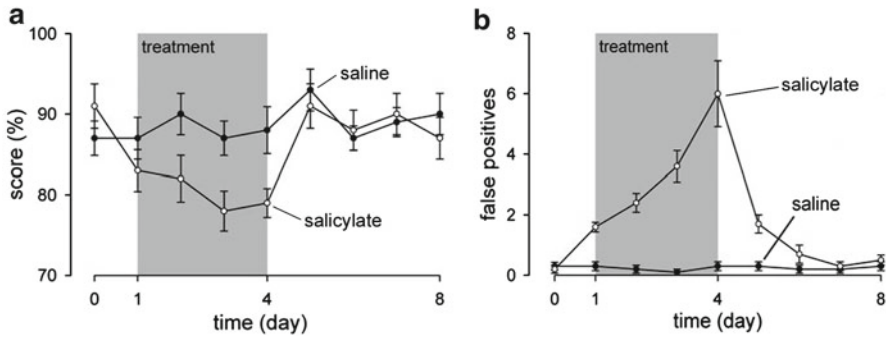 a
100
90
80
70
score (%)
treatment
saline
salicylate
0
1
4
8
time (day)
b
8
6
4
2
0
false positives
treatment
salicylate
saline
0
1
4
8
time (day)